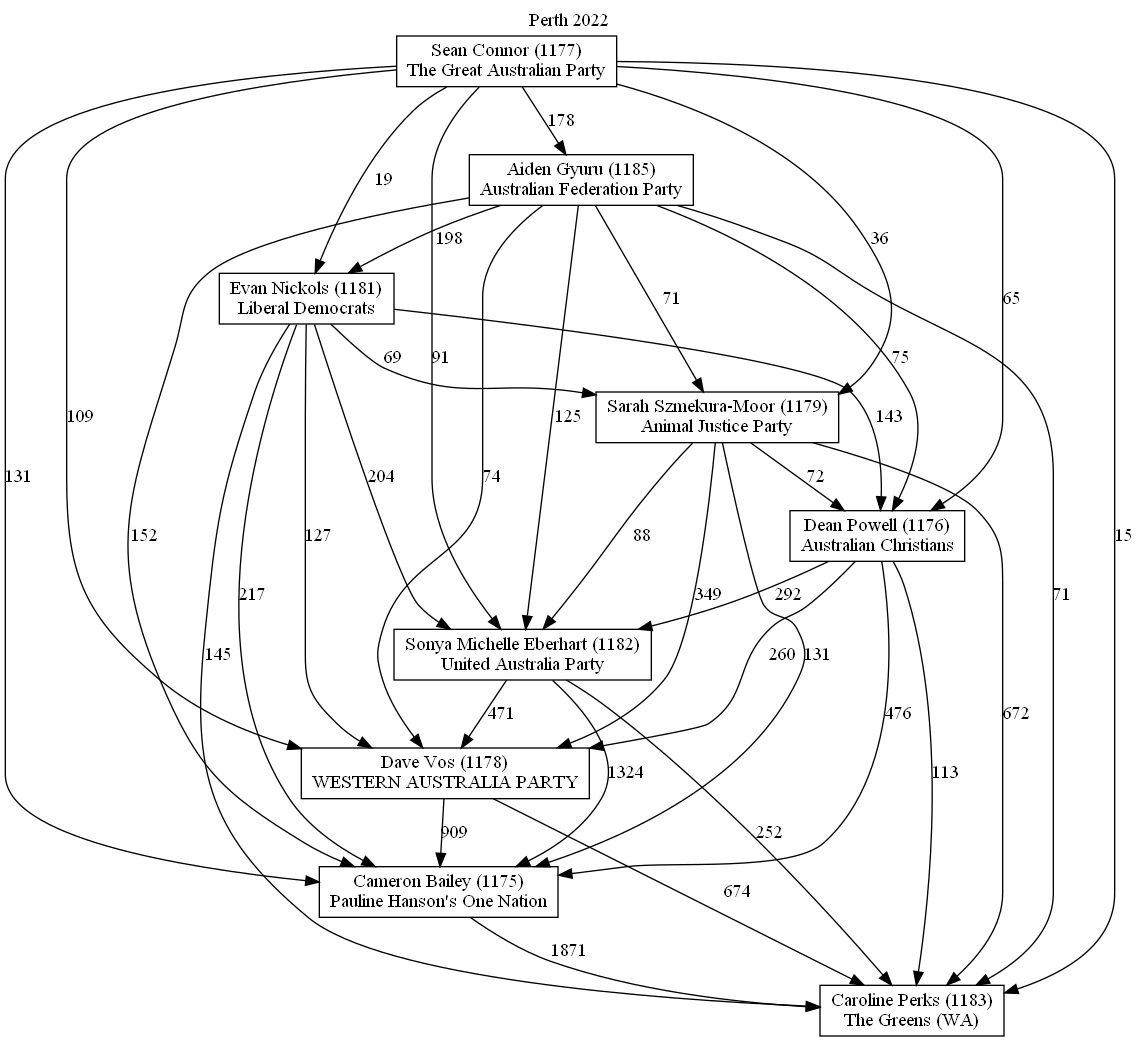 Perth 2022
Sean Connor (1177)
The Great Australian Party
178
19
Aiden Gyuru (1185)
Australian Federation Party
198
36
Evan Nickols (1181)
Liberal Democrats
71
65
69
91
75
109
125
143
Sarah Szmekura-Moor (1179)
Animal Justice Party
131
204
74
72
152
127
88
Dean Powell (1176)
Australian Christians
15
217
349
292
71
Sonya Michelle Eberhart (1182)
United Australia Party
145
260
131
471
476
672
Dave Vos (1178)
WESTERN AUSTRALIA PARTY
1324
113
909
252
Cameron Bailey (1175)
Pauline Hanson's One Nation
674
1871
Caroline Perks (1183)
The Greens (WA)